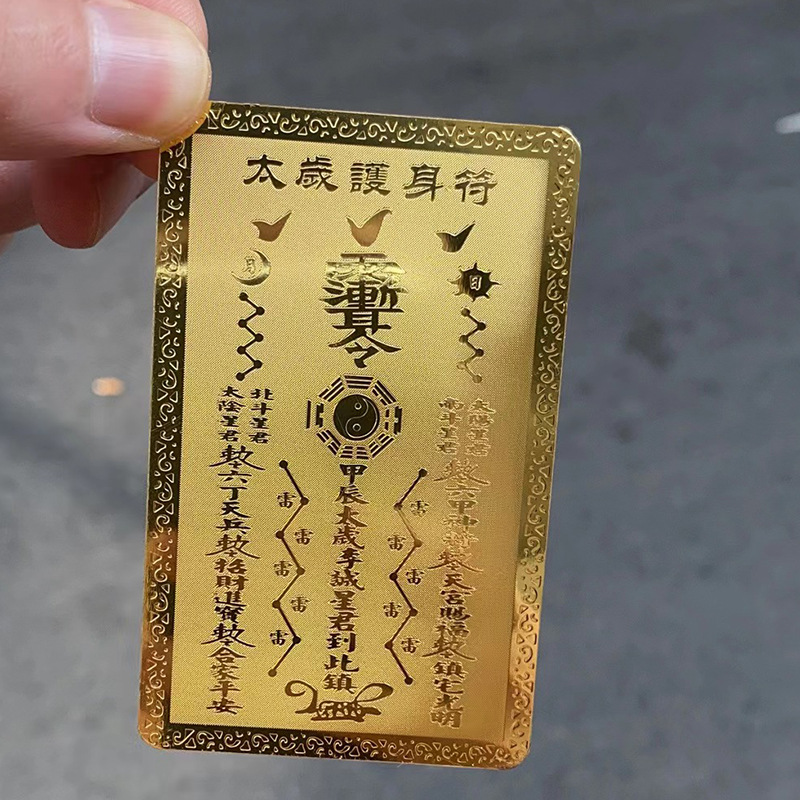 太歲護身符
月
日
太陽星君
南斗星君
敕六甲神將敕天宮賜福敕鎮宅光明
甲辰太歲李誠星君到此鎮
北斗星君
太陰星君
敕六丁天兵敕招財進寶敕合家平安
雷
雷
雷
雷
雷
雷
雷
雷
雷